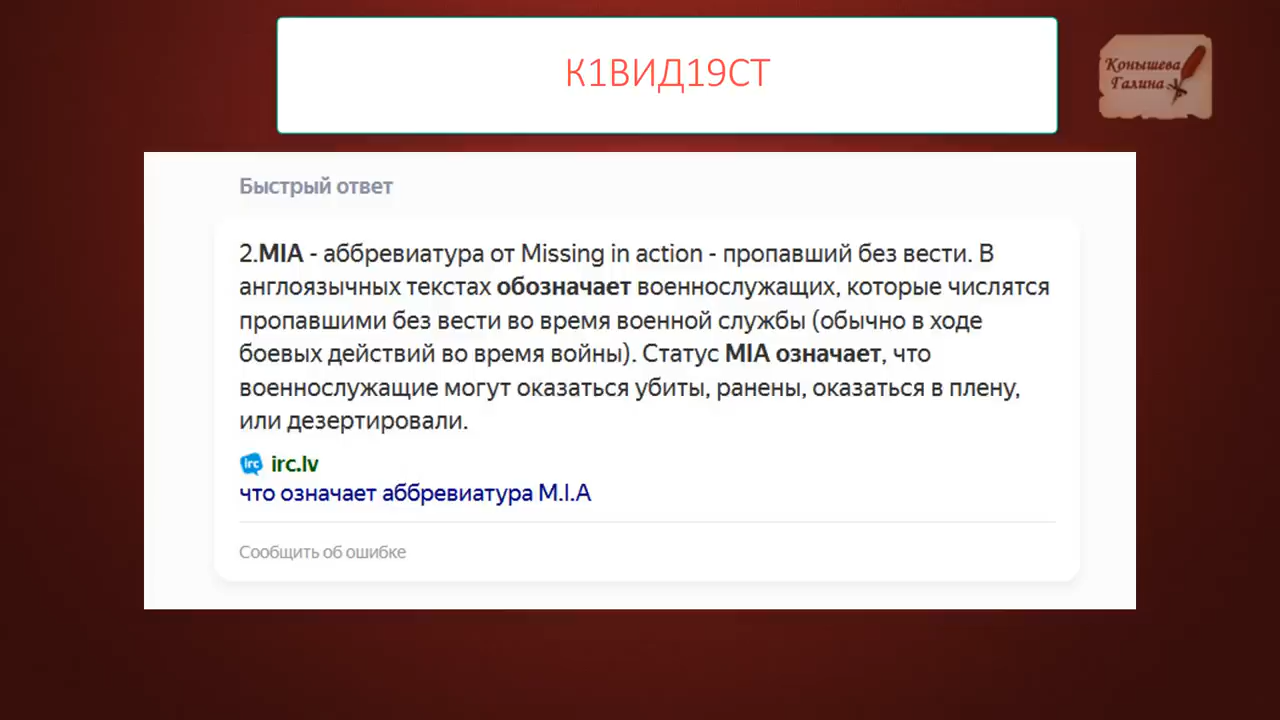 К1ВИД19СТ
Конышева
Галина
Быстрый ответ
2.MIA - аббревиатура от Missing in action - пропавший без вести. В
англоязычных текстах обозначает военнослужащих, которые числятся
пропавшими без вести во время военной службы (обычно в ходе
боевых действий во время войны). Статус MIA означает, что
военнослужащие могут оказаться убиты, ранены, оказаться в плену,
или дезертировали.
irc irc.lv
что означает аббревиатура M.I.A
Сообщить об ошибке